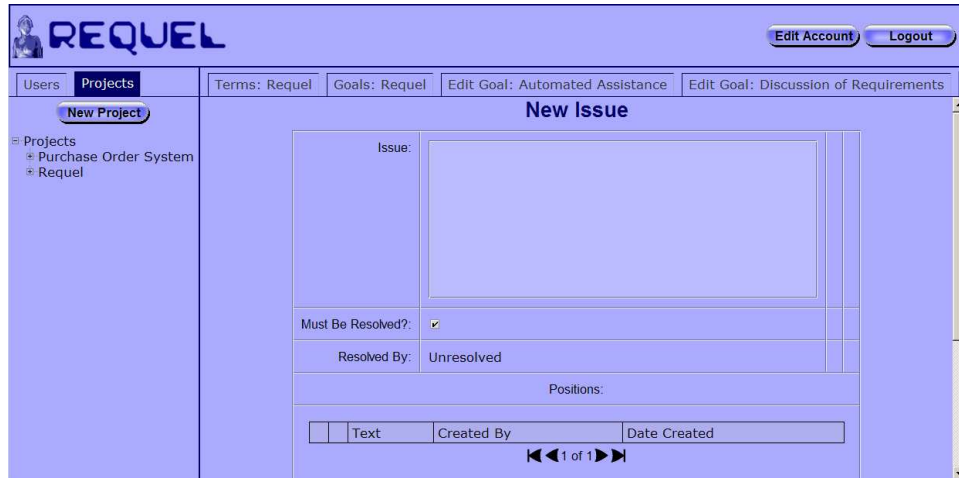 REQUEL
Edit Account Logout
Users Projects
Terms: Requel Goals: Requel Edit Goal: Automated Assistance Edit Goal: Discussion of Requirements
New Project
Projects
Purchase Order System
Requel
New Issue
Issue:
Must Be Resolved?:
Resolved By: Unresolved
Positions:
Text Created By Date Created
1 of 1